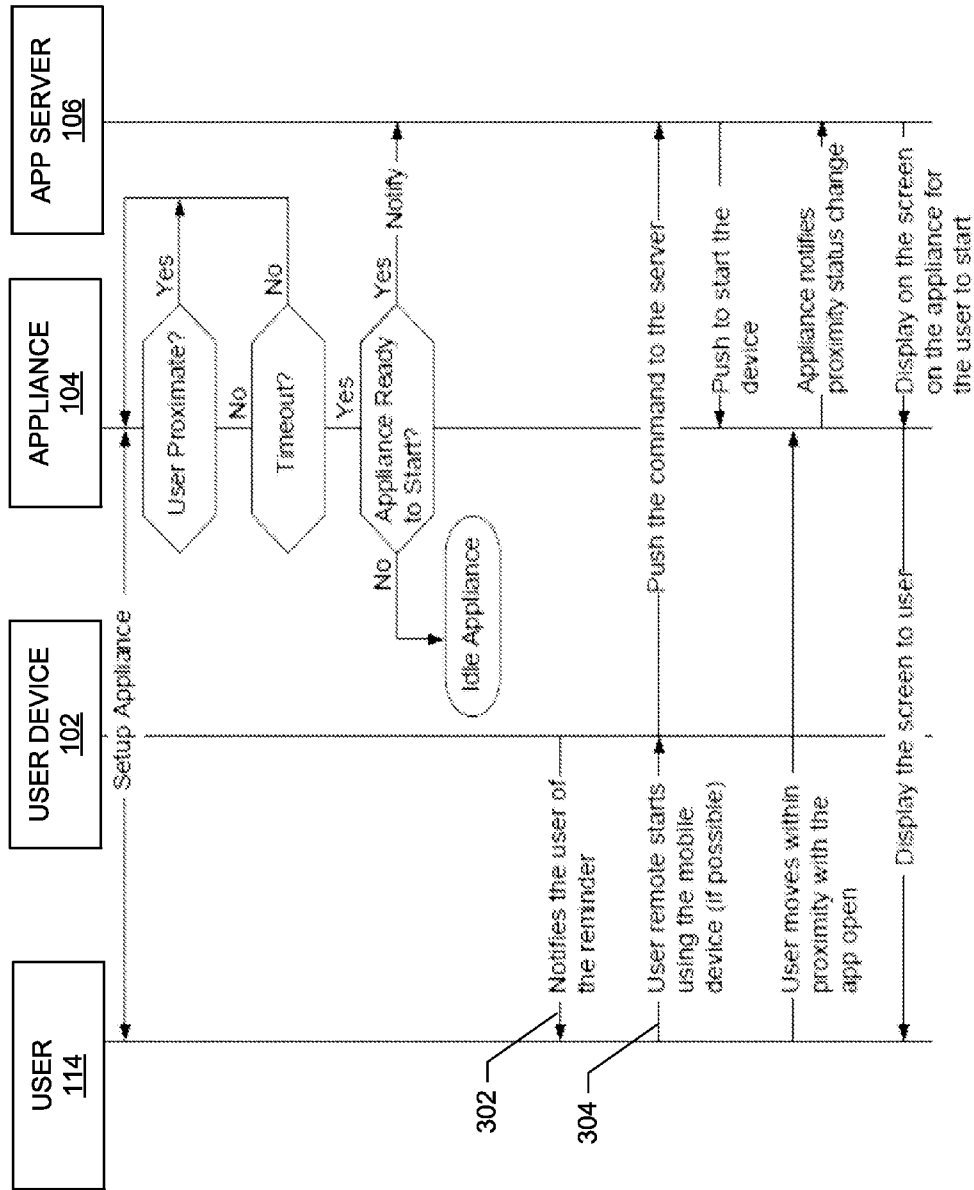 USER
114
USER DEVICE
102
APPLIANCE
104
APP SERVER
106
Setup Appliance
User Proximate?
Yes
No
Timeout?
No
Yes
Appliance Ready
to Start?
Yes
Notify
No
Idle Appliance
302
Notifies the user of
the reminder
304
User remote starts
using the mobile
device (if possible)
Push the command to the server
Push to start the
device
User moves within
proximity with the
app open
Appliance notifies
proximity status change
Display on the screen
on the appliance for
the user to start
Display the screen to user